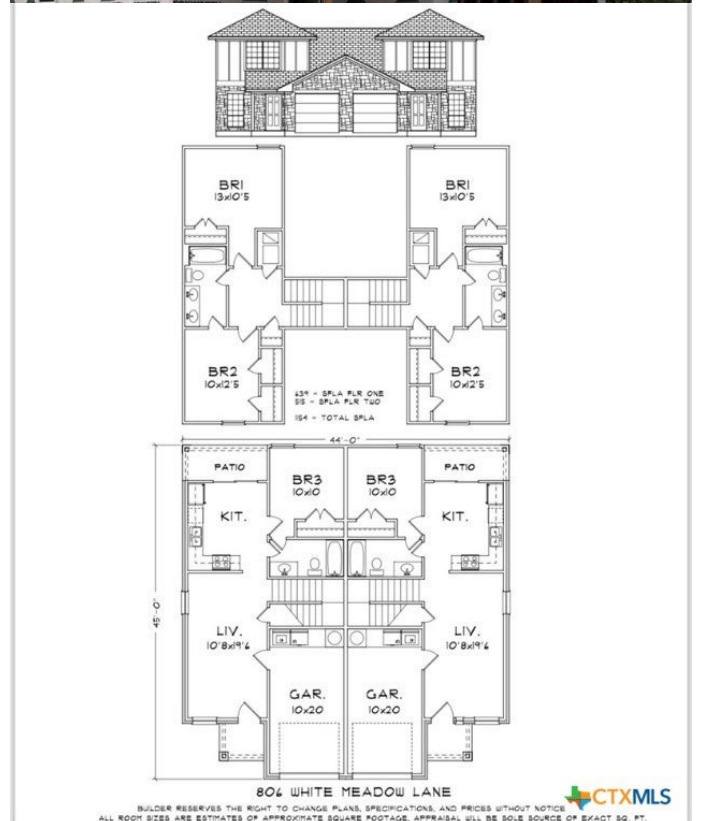 BR1 BR1
13x10'5 13x10'5
BR2 BR2
10x12'5 10x12'5
639 - SFLA FLR ONE
515 - SFLA FLR TWO
1154 - TOTAL SFLA
44'-0"
PATIO PATIO
BR3 BR3
10x10 10x10
KIT. KIT.
45'-0"
LIV. LIV.
10'8x19'6 10'8x19'6
GAR. GAR.
10x20 10x20
806 WHITE MEADOW LANE
CTXMLS
BUILDER RESERVES THE RIGHT TO CHANGE PLANS, SPECIFICATIONS, AND PRICES WITHOUT NOTICE
ALL ROOM SIZES ARE ESTIMATES OF APPROXIMATE SQUARE FOOTAGE. APPRAISAL WILL BE SOLE SOURCE OF EXACT SQ. FT.